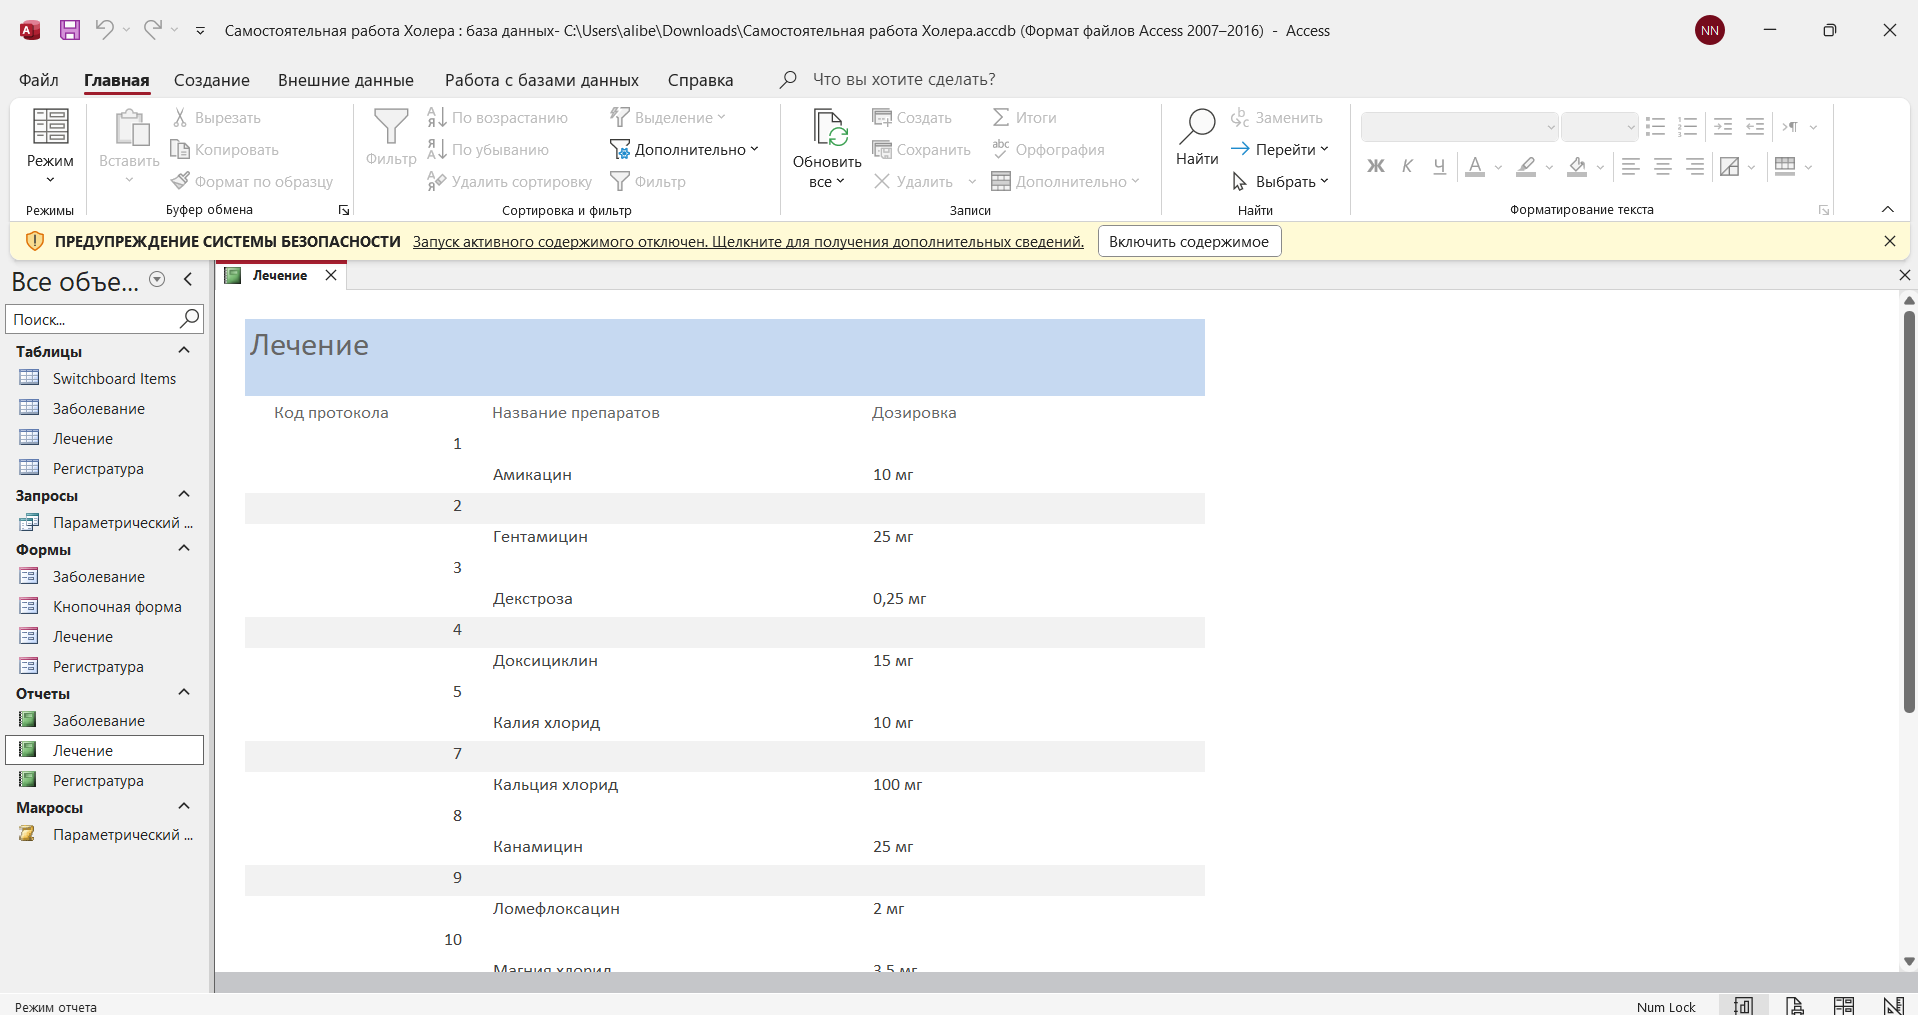 Самостоятельная работа Холера : база данных- C:\Users\alibe\Downloads\Самостоятельная работа Холера.accdb (Формат файлов Access 2007–2016) - Access
NN
Файл Главная Создание Внешние данные Работа с базами данных Справка Что вы хотите сделать?
Режим
Режимы
Вставить
Вырезать
Копировать
Формат по образцу
Буфер обмена
Фильтр
По возрастанию
По убыванию
Удалить сортировку
Выделение
Дополнительно
Фильтр
Сортировка и фильтр
Обновить
все
Создать
Сохранить
Удалить
Итоги
Орфография
Дополнительно
Записи
Найти
Заменить
Перейти
Выбрать
Найти
Ж К Ч А
Форматирование текста
ПРЕДУПРЕЖДЕНИЕ СИСТЕМЫ БЕЗОПАСНОСТИ Запуск активного содержимого отключен. Щелкните для получения дополнительных сведений. Включить содержимое
Все объе...
Поиск...
Таблицы
Switchboard Items
Заболевание
Лечение
Регистратура
Запросы
Параметрический ...
Формы
Заболевание
Кнопочная форма
Лечение
Регистратура
Отчеты
Заболевание
Лечение
Регистратура
Макросы
Параметрический ...
Лечение
Лечение
Код протокола Название препаратов Дозировка
1
Амикацин 10 мг
2
Гентамицин 25 мг
3
Декстроза 0,25 мг
4
Доксициклин 15 мг
5
Калия хлорид 10 мг
7
Кальция хлорид 100 мг
8
Канамицин 25 мг
9
Ломефлоксацин 2 мг
10
Магния хлорид 3,5 мг
Режим отчета
Num Lock